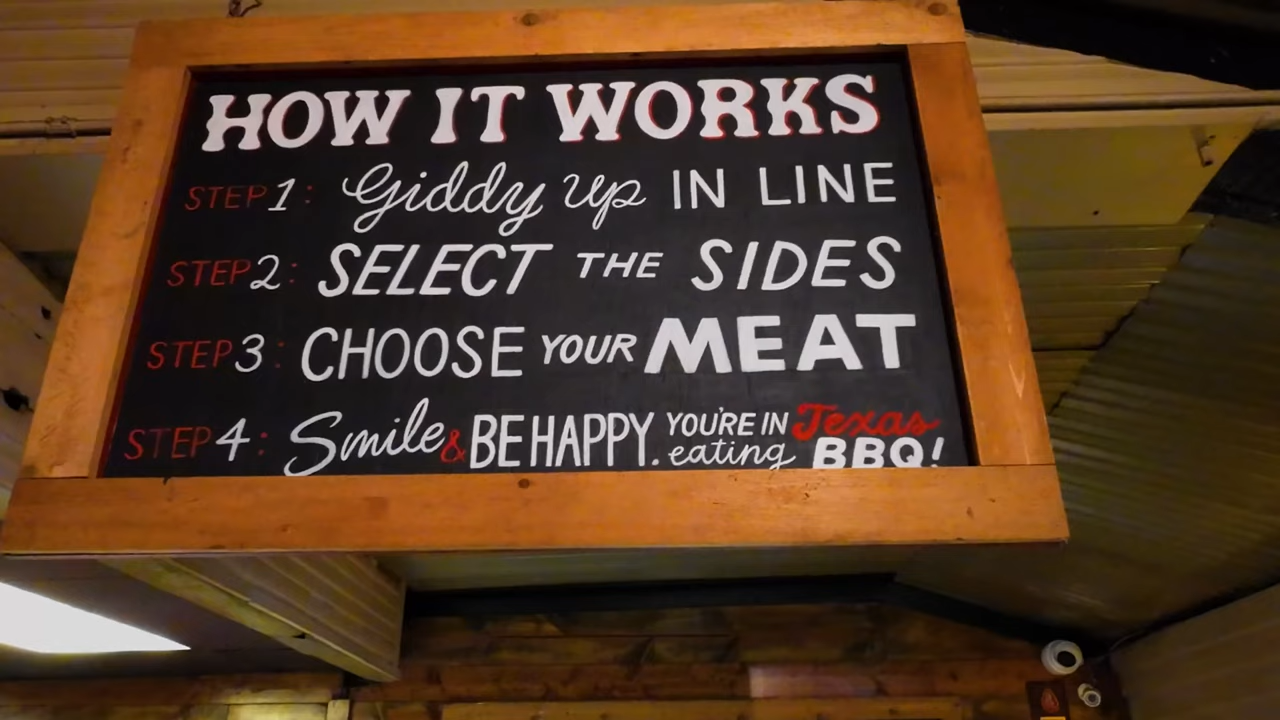 HOW IT WORKS
STEP 1: Giddy up IN LINE
STEP 2: SELECT THE SIDES
STEP 3: CHOOSE YOUR MEAT
STEP 4: Smile & BE HAPPY. YOU'RE IN Texas
eating BBQ!